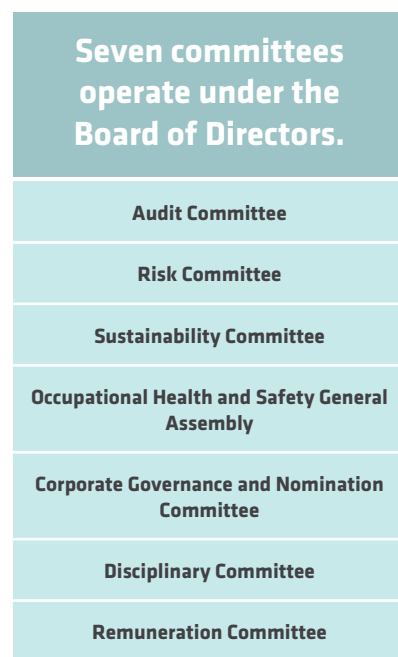 Seven committees
operate under the
Board of Directors.
Audit Committee
Risk Committee
Sustainability Committee
Occupational Health and Safety General
Assembly
Corporate Governance and Nomination
Committee
Disciplinary Committee
Remuneration Committee